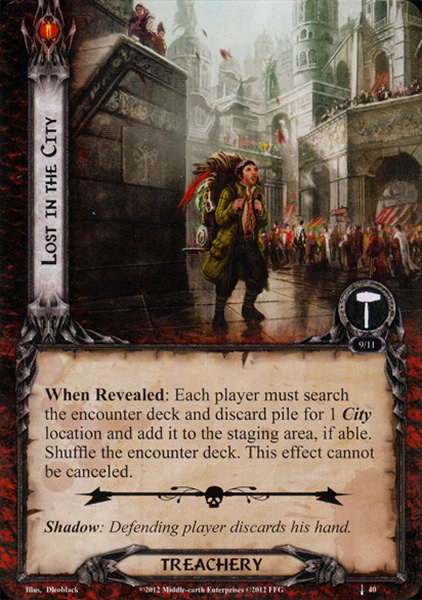 LOST IN THE CITY
9/11
When Revealed: Each player must search
the encounter deck and discard pile for 1 City
location and add it to the staging area, if able.
Shuffle the encounter deck. This effect cannot
be canceled.
Shadow: Defending player discards his hand.
TREACHERY
Illus. Dleoblack
©2012 Middle-earth Enterprises ©2012 FFG
40